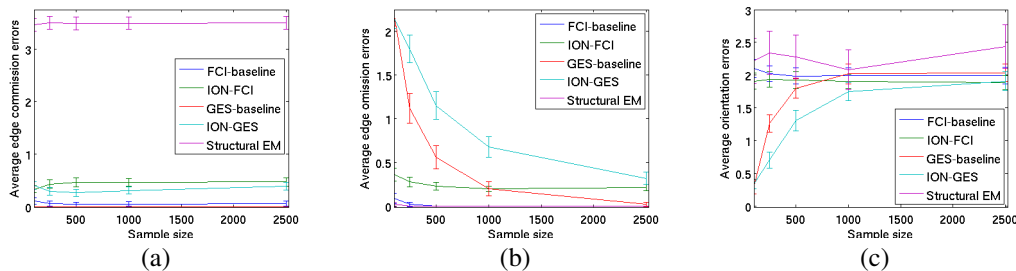 Average edge commission errors
3
2
1
0
FCI-baseline
ION-FCI
GES-baseline
ION-GES
Structural EM
500
1000
1500
2000
2500
Sample size
(a)
Average edge omission errors
2
1.5
1
0.5
0
FCI-baseline
ION-FCI
GES-baseline
ION-GES
Structural EM
500
1000
1500
2000
2500
Sample size
(b)
Average orientation errors
3
2.5
2
1.5
1
0.5
0
FCI-baseline
ION-FCI
GES-baseline
ION-GES
Structural EM
500
1000
1500
2000
2500
Sample size
(c)